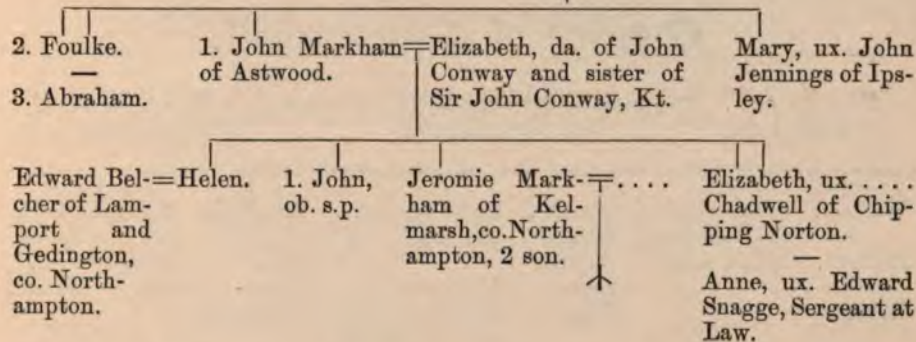 2. Foulke.
—
3. Abraham.
1. John Markham=Elizabeth, da. of John
of Astwood.
Conway and sister of
Sir John Conway, Kt.
Mary, ux. John
Jennings of Ips-
ley.
Edward Bel-=Helen.
cher of Lam-
port and
Gedington,
co. North-
ampton.
1. John,
ob. s.p.
Jeromie Mark-=....
ham of Kel-
marsh,co.North-
ampton, 2 son.
Elizabeth, ux. ....
Chadwell of Chip-
ping Norton.
—
Anne, ux. Edward
Snagge, Sergeant at
Law.